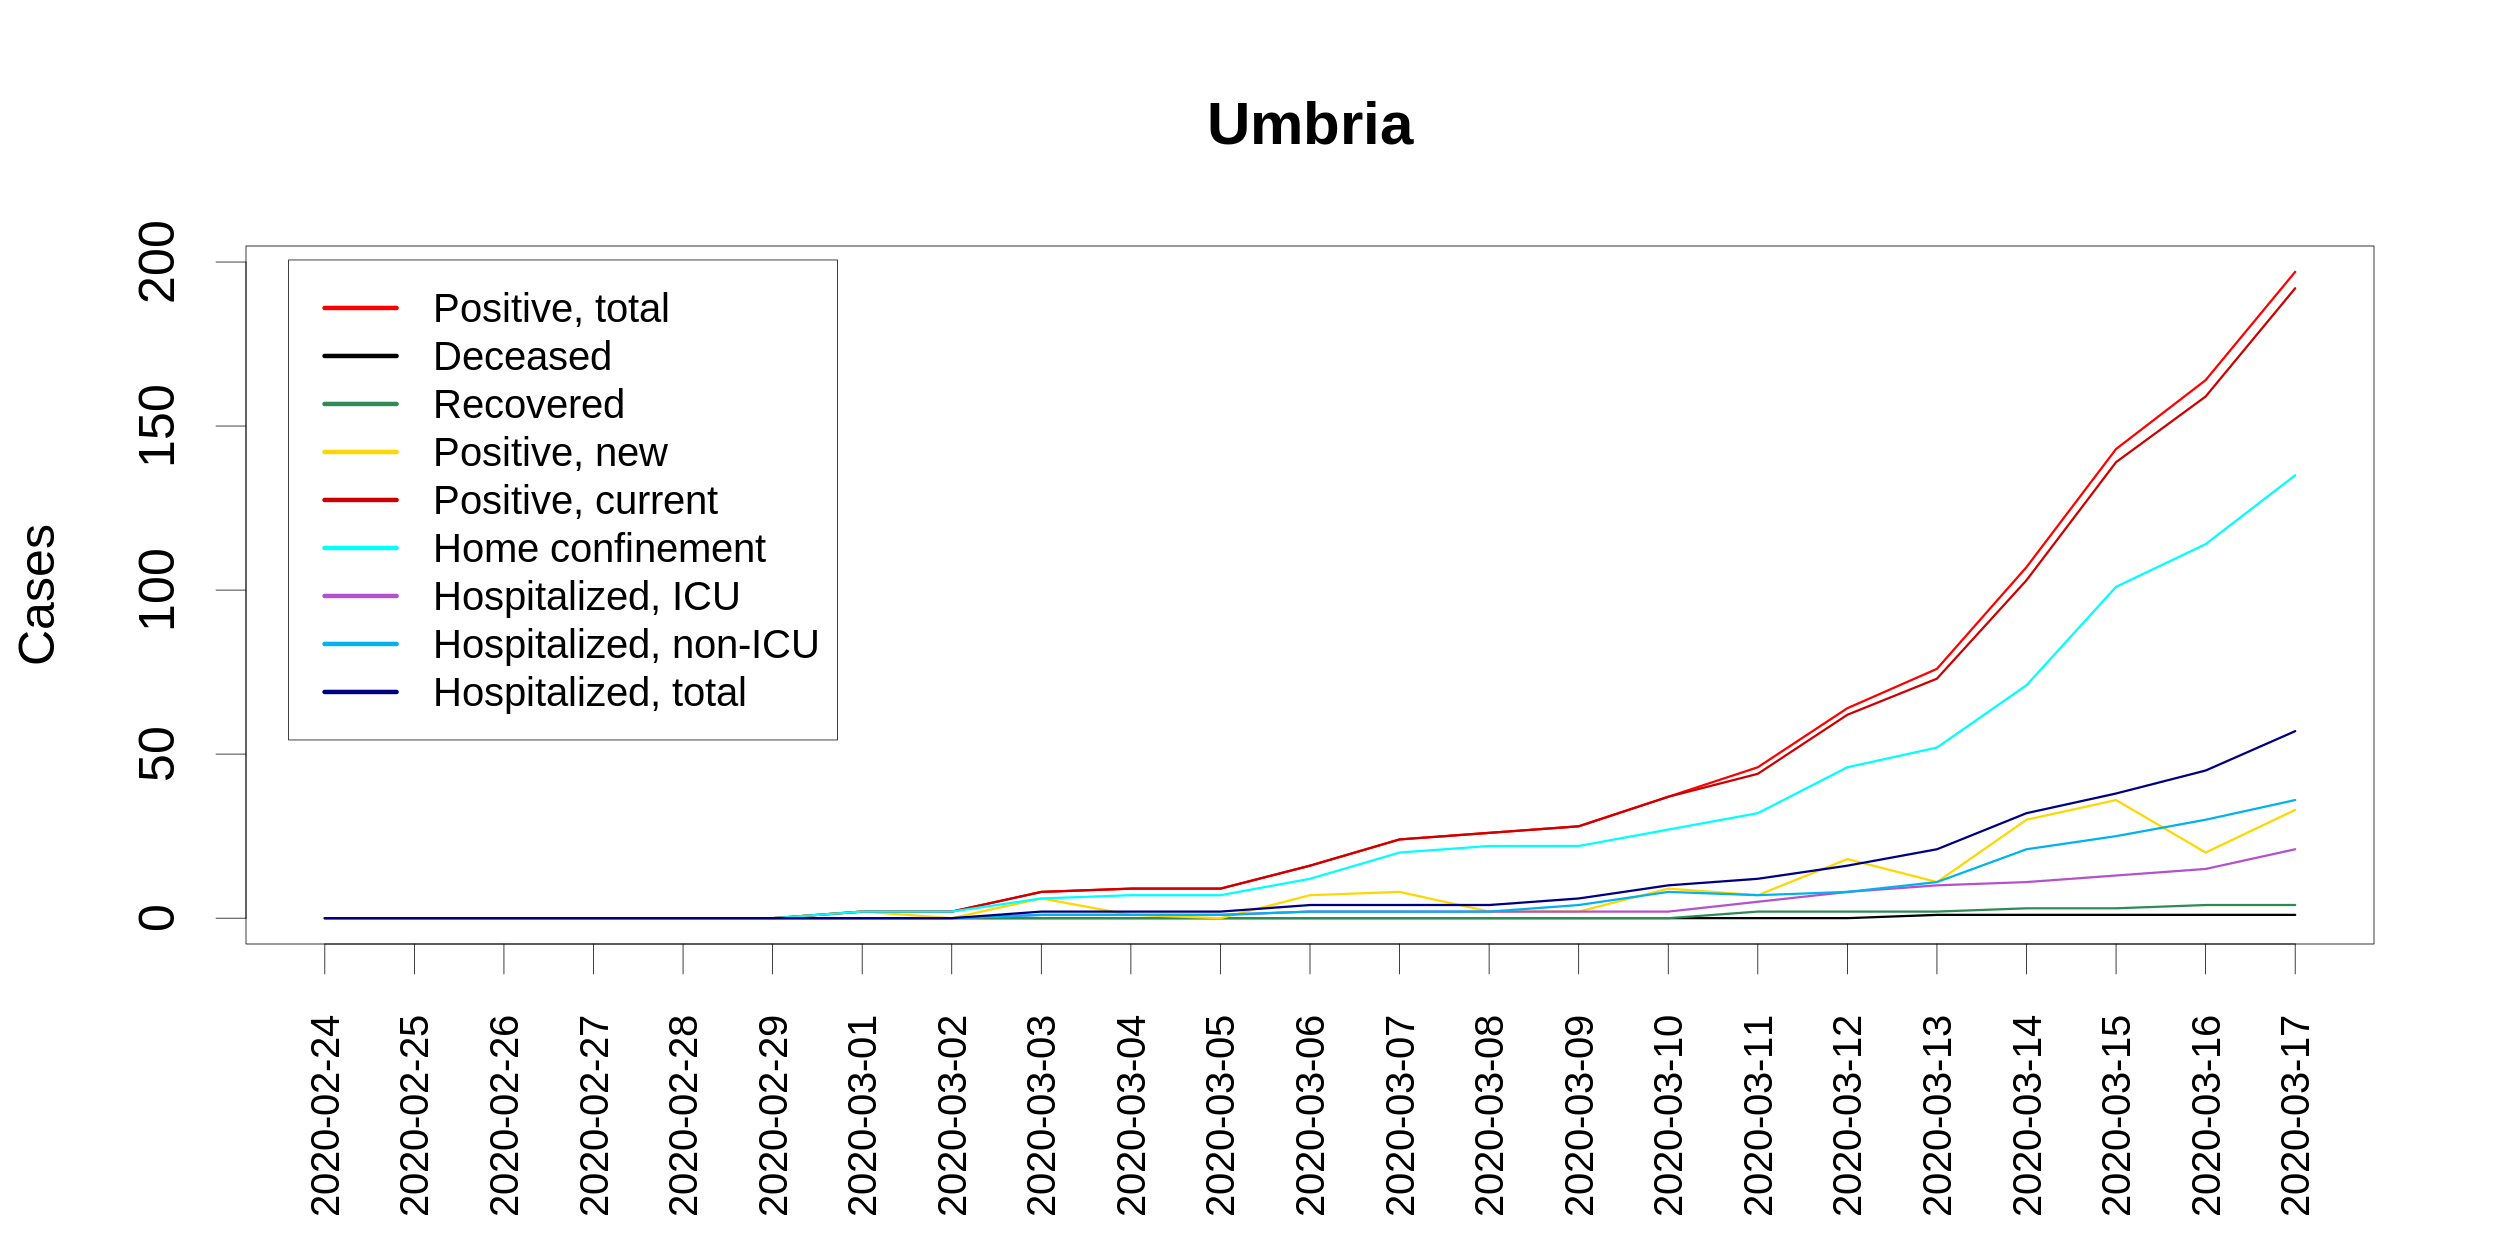 Umbria
Cases
200
150
100
50
0
Positive, total
Deceased
Recovered
Positive, new
Positive, current
Home confinement
Hospitalized, ICU
Hospitalized, non-ICU
Hospitalized, total
2020-02-24
2020-02-25
2020-02-26
2020-02-27
2020-02-28
2020-02-29
2020-03-01
2020-03-02
2020-03-03
2020-03-04
2020-03-05
2020-03-06
2020-03-07
2020-03-08
2020-03-09
2020-03-10
2020-03-11
2020-03-12
2020-03-13
2020-03-14
2020-03-15
2020-03-16
2020-03-17